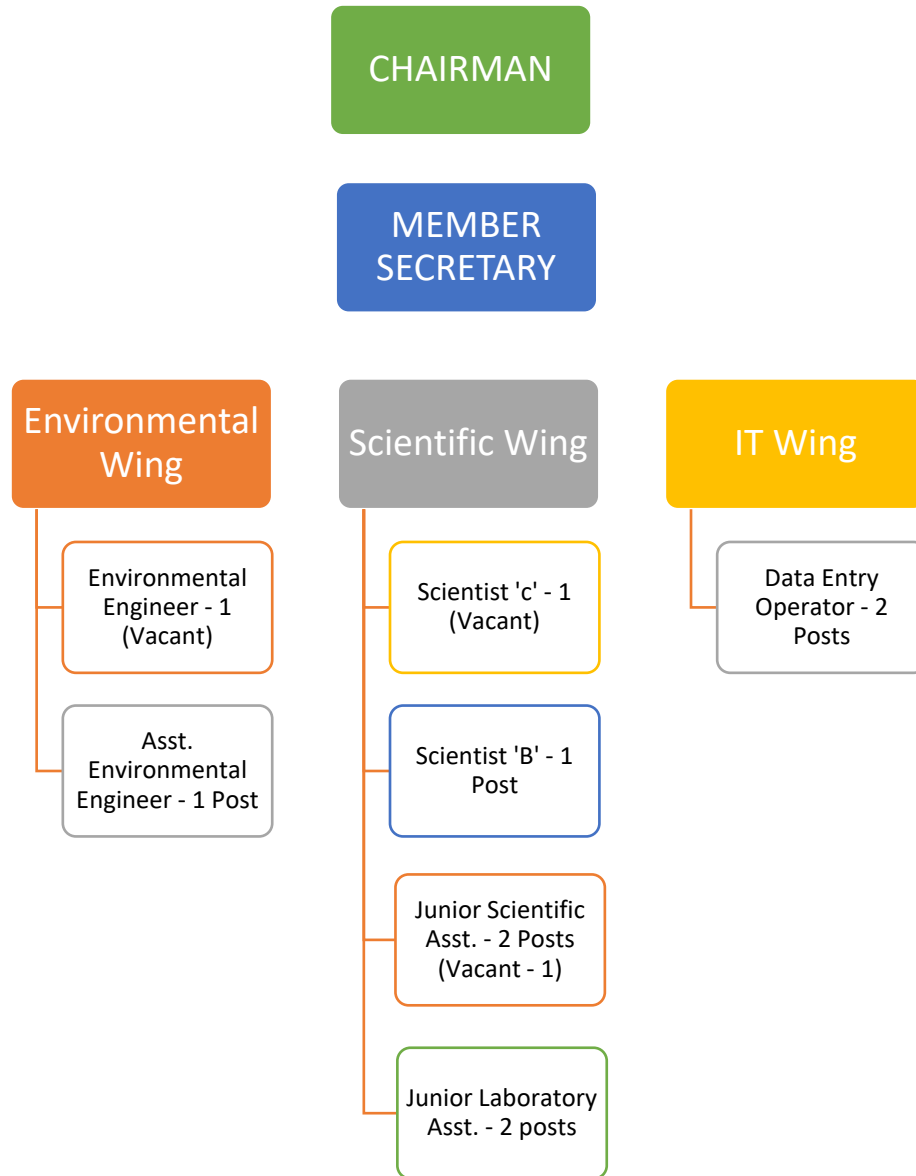 CHAIRMAN
MEMBER
SECRETARY
Environmental
Wing
Environmental
Engineer - 1
(Vacant)
Asst.
Environmental
Engineer - 1 Post
Scientific Wing
Scientist 'c' - 1
(Vacant)
Scientist 'B' - 1
Post
Junior Scientific
Asst. - 2 Posts
(Vacant - 1)
Junior Laboratory
Asst. - 2 posts
IT Wing
Data Entry
Operator - 2
Posts